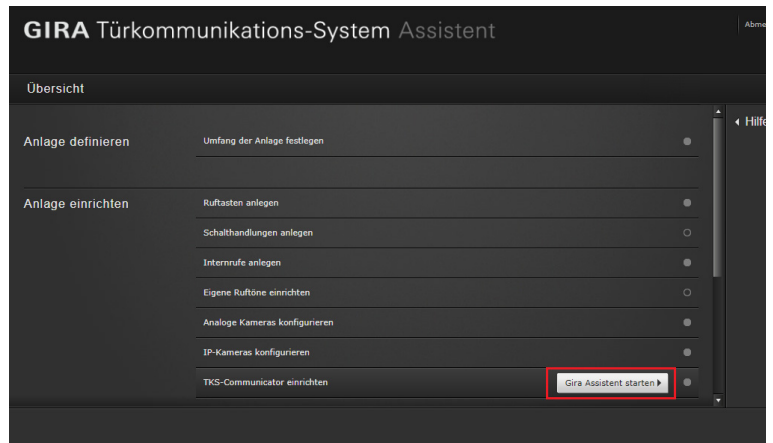 GIRA Türkommunikations-System Assistent
Übersicht
Hilfe
Anlage definieren
Umfang der Anlage festlegen
Anlage einrichten
Ruftasten anlegen
Schalthandlungen anlegen
Internrufe anlegen
Eigene Ruftöne einrichten
Analoge Kameras konfigurieren
IP-Kameras konfigurieren
TKS-Communicator einrichten
Gira Assistent starten